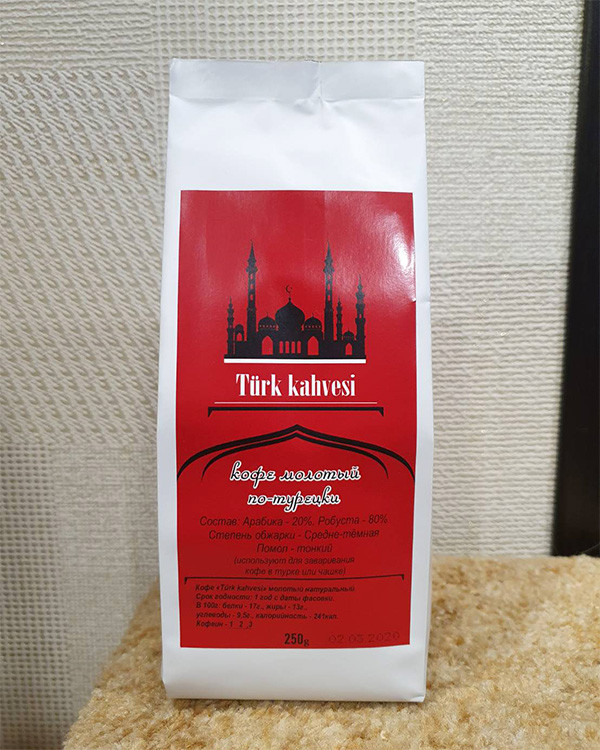 Türk kahvesi
кофе молотый
по-турецки
Состав: Арабика - 20%, Робуста - 80%
Степень обжарки - Средне-тёмная
Помол - тонкий
(используют для заваривания
кофе в турке или чашке)
Кофе «Türk kahvesi» молотый натуральный.
Срок годности: 1 год с даты фасовки.
В 100г: белки - 17г., жиры - 13г.,
углеводы - 9,5г., калорийность - 241кил.
Кофеин - 1 , 2 , 3
250g 02 03 2020